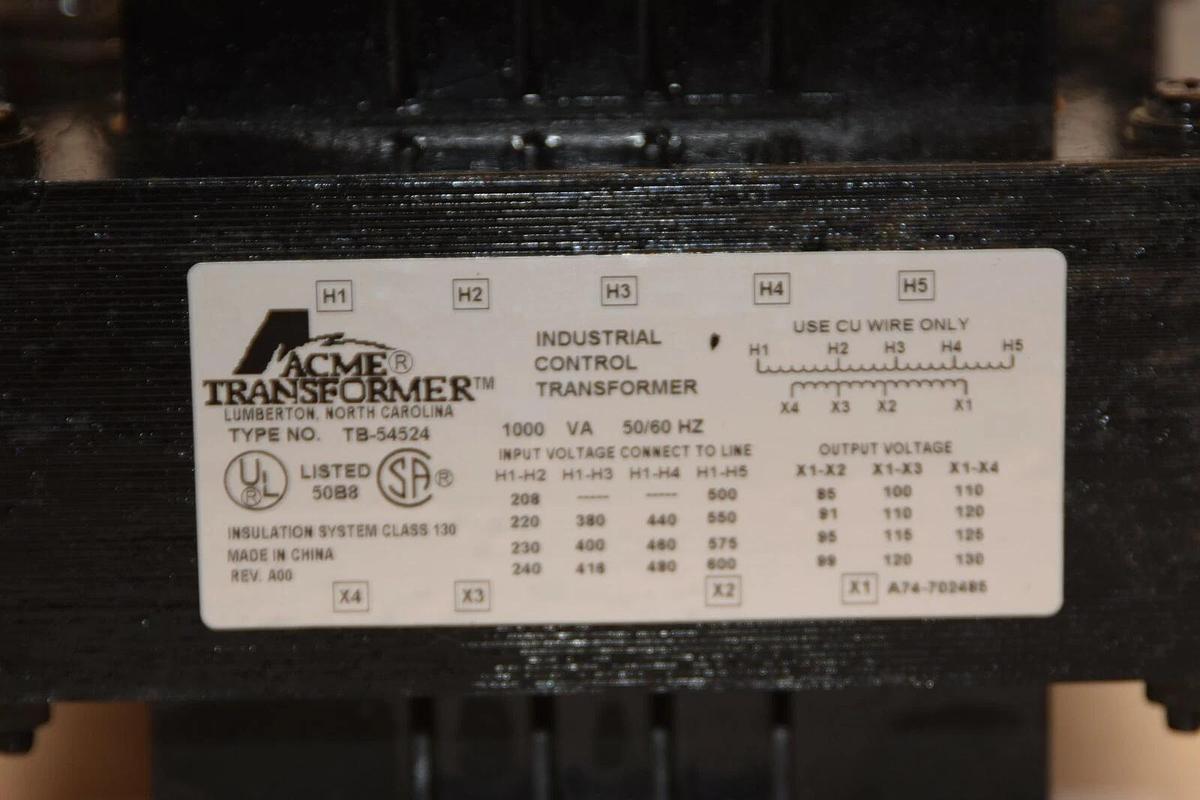 H1 H2 H3 H4 H5
ACME®
TRANSFORMER™
LUMBERTON, NORTH CAROLINA
TYPE NO. TB-54524
UL® LISTED 50B8 SA®
INSULATION SYSTEM CLASS 130
MADE IN CHINA
REV. A00
INDUSTRIAL
CONTROL
TRANSFORMER
1000 VA 50/60 HZ
INPUT VOLTAGE CONNECT TO LINE
H1-H2 H1-H3 H1-H4 H1-H5
208 ----- ----- 500
220 380 440 550
230 400 460 575
240 416 480 600
USE CU WIRE ONLY
H1 H2 H3 H4 H5
X4 X3 X2 X1
OUTPUT VOLTAGE
X1-X2 X1-X3 X1-X4
85 100 110
91 110 120
95 115 125
99 120 130
X4 X3 X2 X1 A74-702485